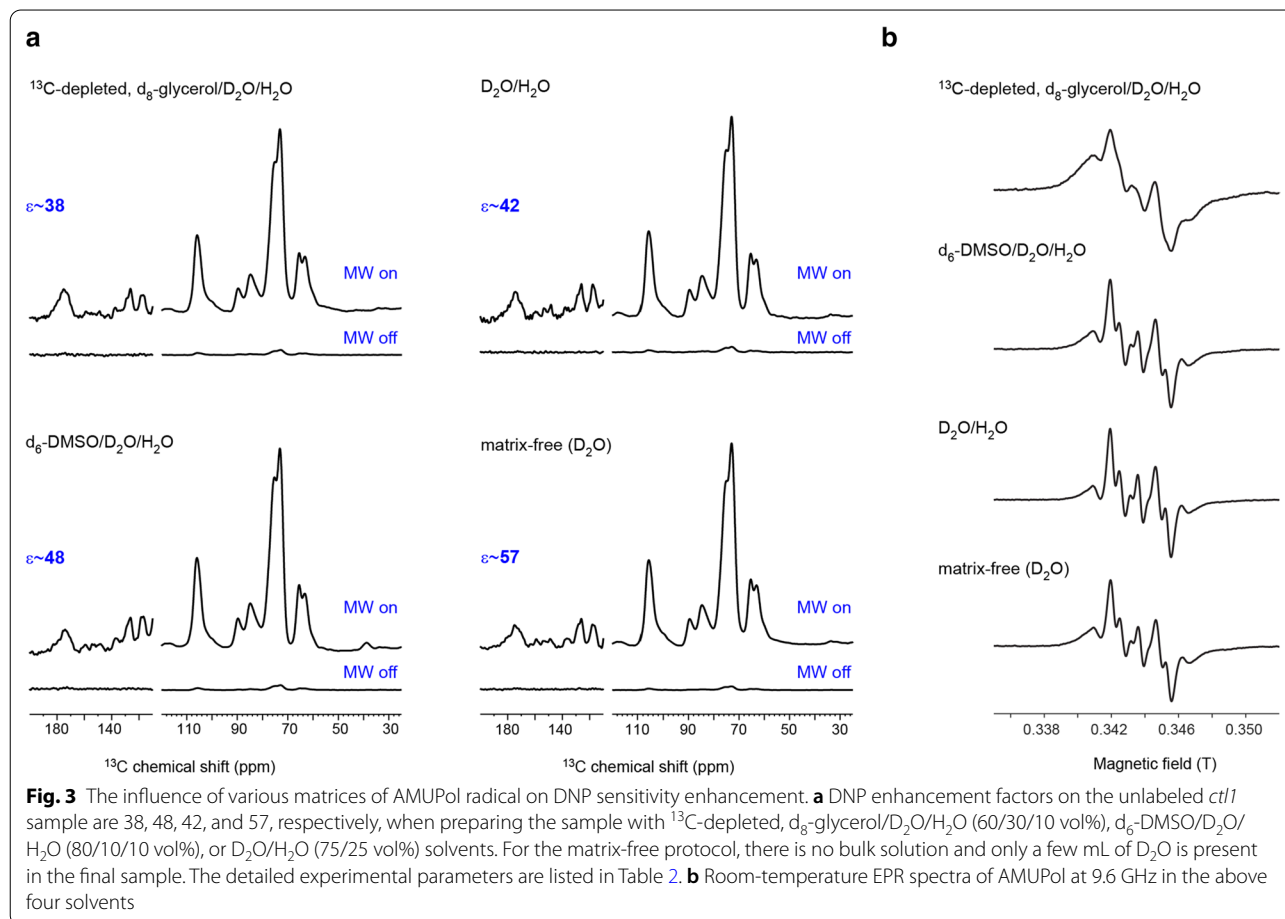 a
b
¹³C-depleted, d₈-glycerol/D₂O/H₂O
ε~38
MW on
MW off
D₂O/H₂O
ε~42
MW on
MW off
d₆-DMSO/D₂O/H₂O
ε~48
MW on
MW off
180 140 110 90 70 50 30
¹³C chemical shift (ppm)
matrix-free (D₂O)
ε~57
MW on
MW off
180 140 110 90 70 50 30
¹³C chemical shift (ppm)
¹³C-depleted, d₈-glycerol/D₂O/H₂O
d₆-DMSO/D₂O/H₂O
D₂O/H₂O
matrix-free (D₂O)
0.338 0.342 0.346 0.350
Magnetic field (T)
Fig. 3 The influence of various matrices of AMUPol radical on DNP sensitivity enhancement. a DNP enhancement factors on the unlabeled ctl1
sample are 38, 48, 42, and 57, respectively, when preparing the sample with ¹³C-depleted, d₈-glycerol/D₂O/H₂O (60/30/10 vol%), d₆-DMSO/D₂O/
H₂O (80/10/10 vol%), or D₂O/H₂O (75/25 vol%) solvents. For the matrix-free protocol, there is no bulk solution and only a few mL of D₂O is present
in the final sample. The detailed experimental parameters are listed in Table 2. b Room-temperature EPR spectra of AMUPol at 9.6 GHz in the above
four solvents